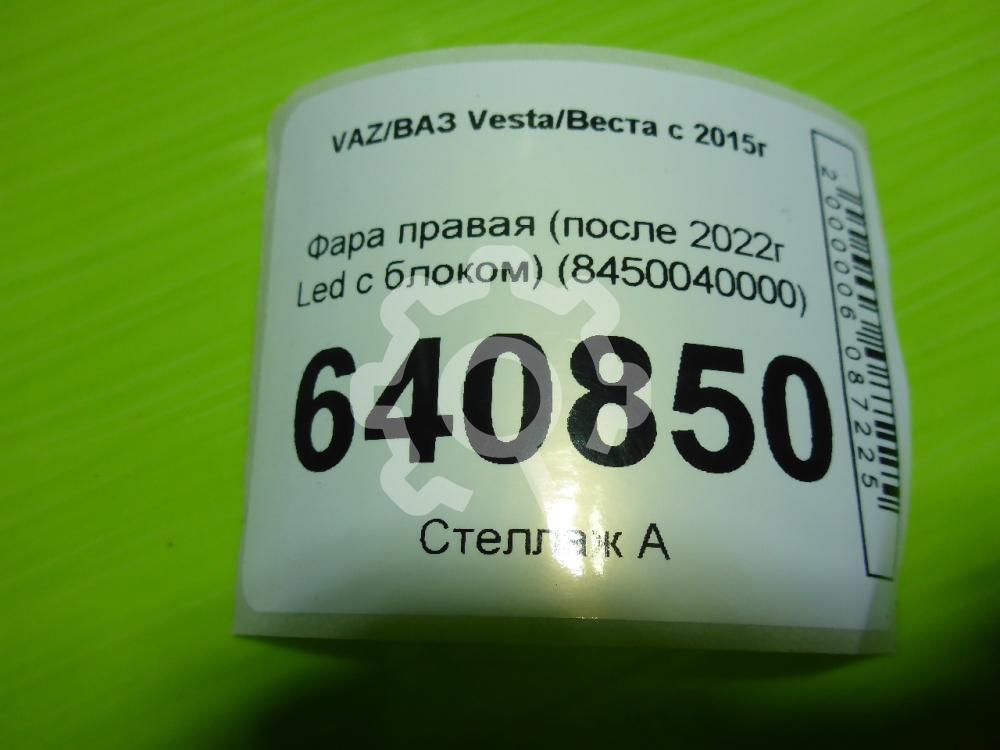 VAZ/ВАЗ Vesta/Веста с 2015г
Фара правая (после 2022г
Led с блоком) (8450040000)
640850
Стеллаж А
2000006087225